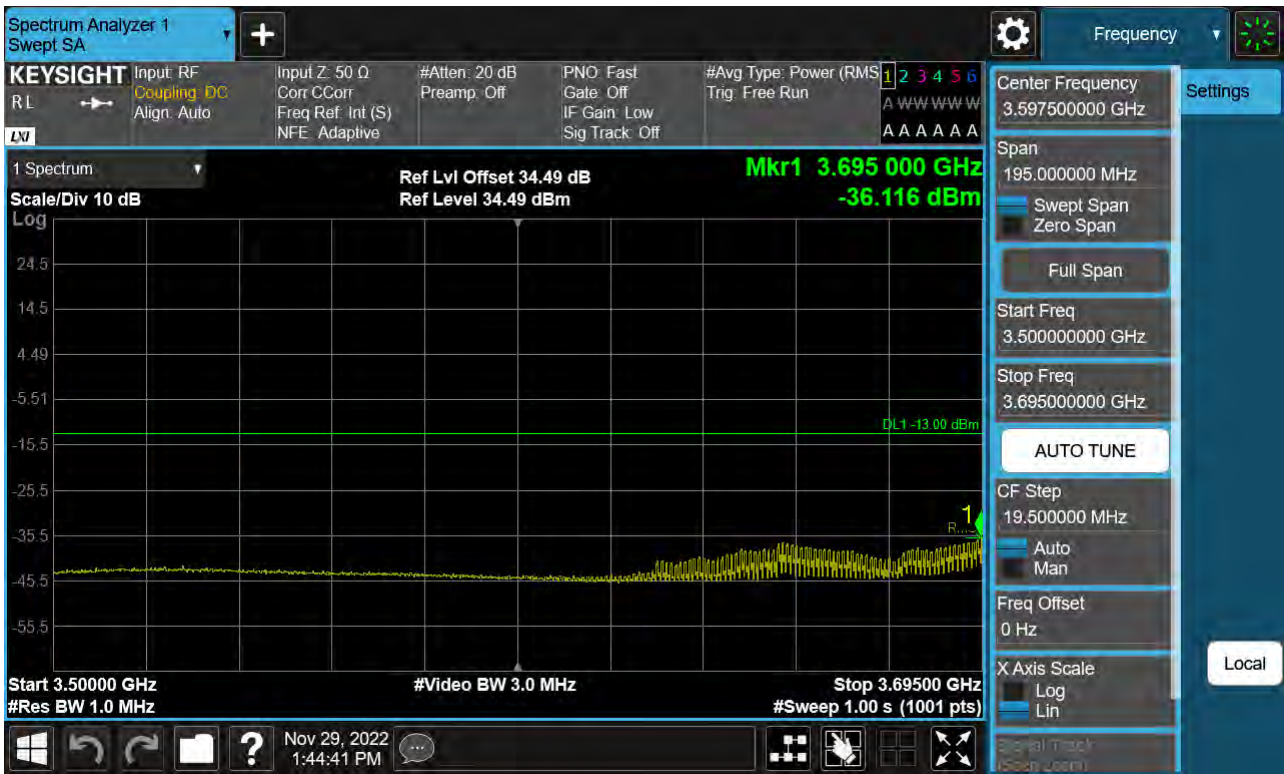 Spectrum Analyzer 1
Swept SA
Frequency
KEYSIGHT
R L
LXI
Input: RF
Coupling: DC
Align: Auto
Input Z: 50 Ω
Corr CCorr
Freq Ref: Int (S)
NFE: Adaptive
#Atten: 20 dB
Preamp: Off
PNO: Fast
Gate: Off
IF Gain: Low
Sig Track: Off
#Avg Type: Power (RMS
Trig: Free Run
1 2 3 4 5 6
A W W W W W
A A A A A A
1 Spectrum
Scale/Div 10 dB
Log
Ref Lvl Offset 34.49 dB
Ref Level 34.49 dBm
Mkr1 3.695 000 GHz
-36.116 dBm
24.5
14.5
4.49
-5.51
DL1 -13.00 dBm
-15.5
-25.5
1
-35.5
-45.5
-55.5
Start 3.50000 GHz
#Res BW 1.0 MHz
#Video BW 3.0 MHz
Stop 3.69500 GHz
#Sweep 1.00 s (1001 pts)
Nov 29, 2022
1:44:41 PM
Center Frequency
3.597500000 GHz
Span
195.000000 MHz
Swept Span
Zero Span
Full Span
Start Freq
3.500000000 GHz
Stop Freq
3.695000000 GHz
AUTO TUNE
CF Step
19.500000 MHz
Auto
Man
Freq Offset
0 Hz
X Axis Scale
Log
Lin
Signal Track
(Span Zoom)
Settings
Local